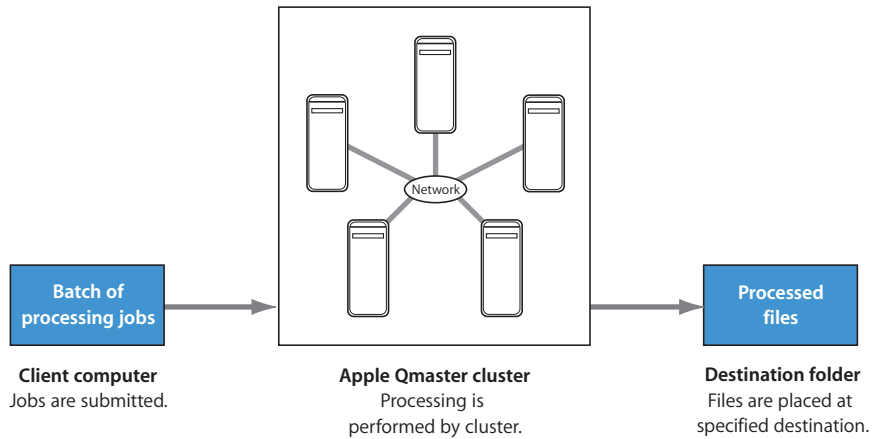 Network
Batch of
processing jobs
Processed
files
Client computer
Jobs are submitted.
Apple Qmaster cluster
Processing is
performed by cluster.
Destination folder
Files are placed at
specified destination.